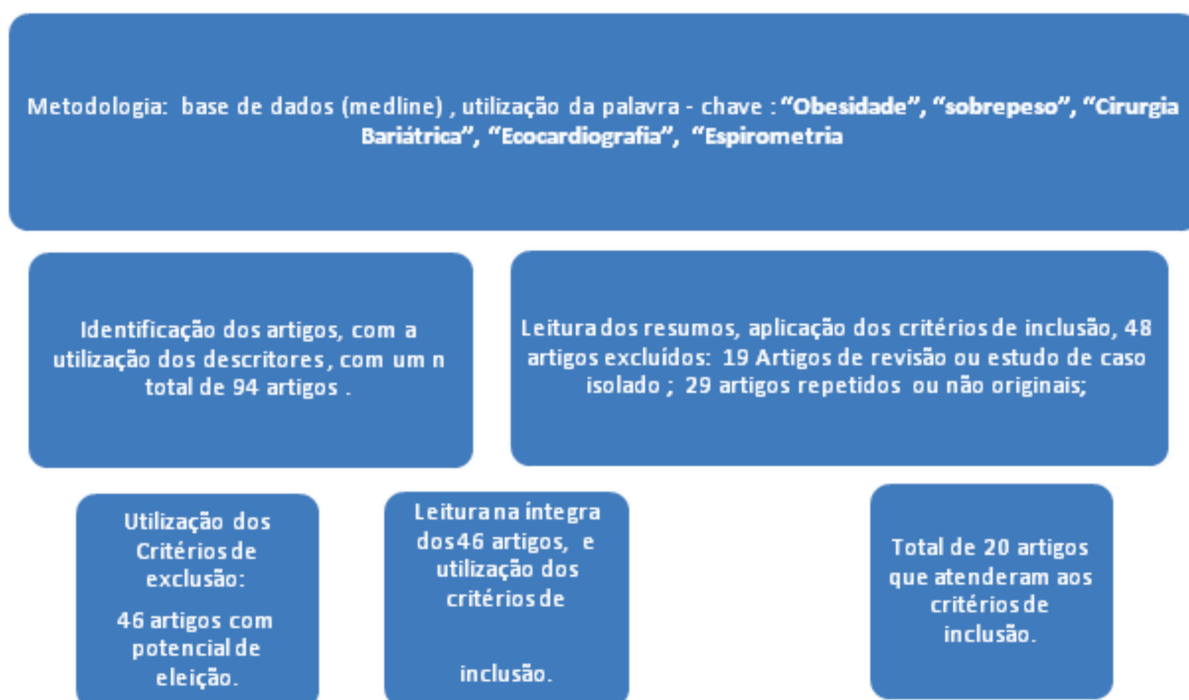 Metodologia: base de dados (medline) , utilização da palavra - chave : “Obesidade”, “sobrepeso”, “Cirurgia
Bariátrica”, “Ecocardiografia”, “Espirometria
Identificação dos artigos, com a
utilização dos descritores, com um n
total de 94 artigos .
Leitura dos resumos, aplicação dos critérios de inclusão, 48
artigos excluídos: 19 Artigos de revisão ou estudo de caso
isolado ; 29 artigos repetidos ou não originais;
Utilização dos
Critérios de
exclusão:
46 artigos com
potencial de
eleição.
Leitura na íntegra
dos 46 artigos, e
utilização dos
critérios de
inclusão.
Total de 20 artigos
que atenderam aos
critérios de
inclusão.